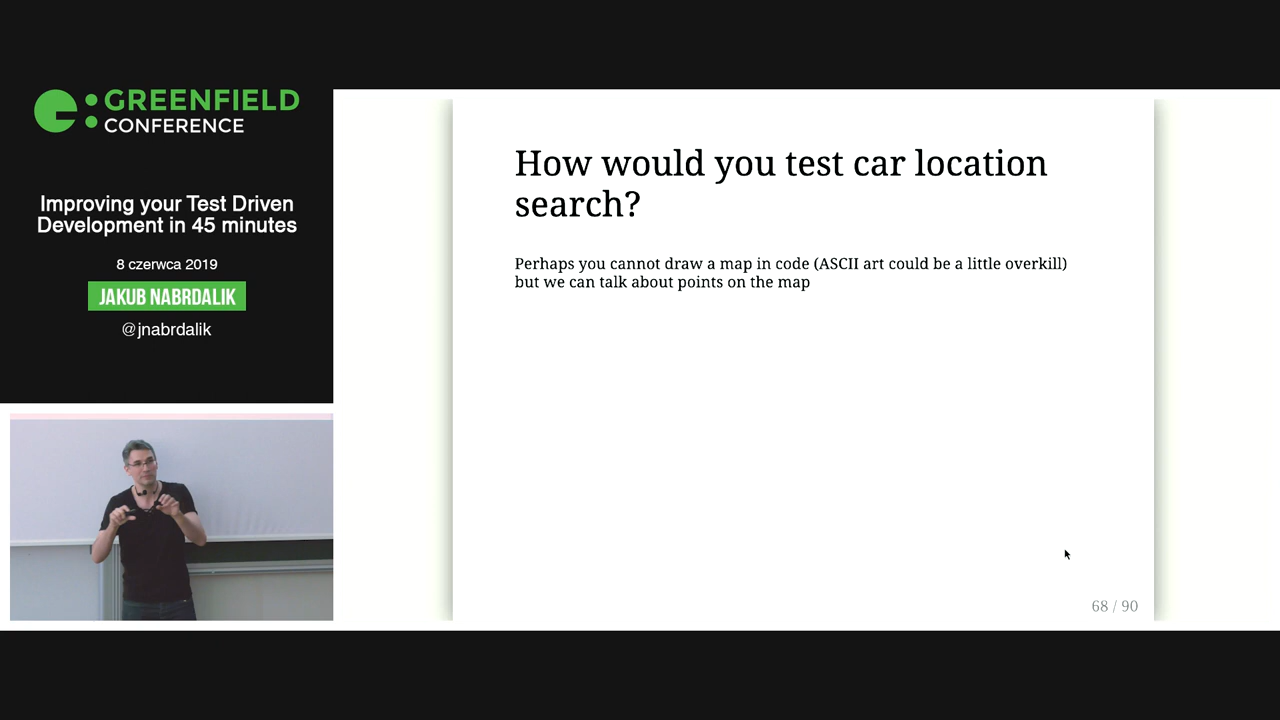 GREENFIELD
CONFERENCE
Improving your Test Driven
Development in 45 minutes
8 czerwca 2019
JAKUB NABRDALIK
@jnabrdalik
How would you test car location
search?
Perhaps you cannot draw a map in code (ASCII art could be a little overkill)
but we can talk about points on the map
68 / 90